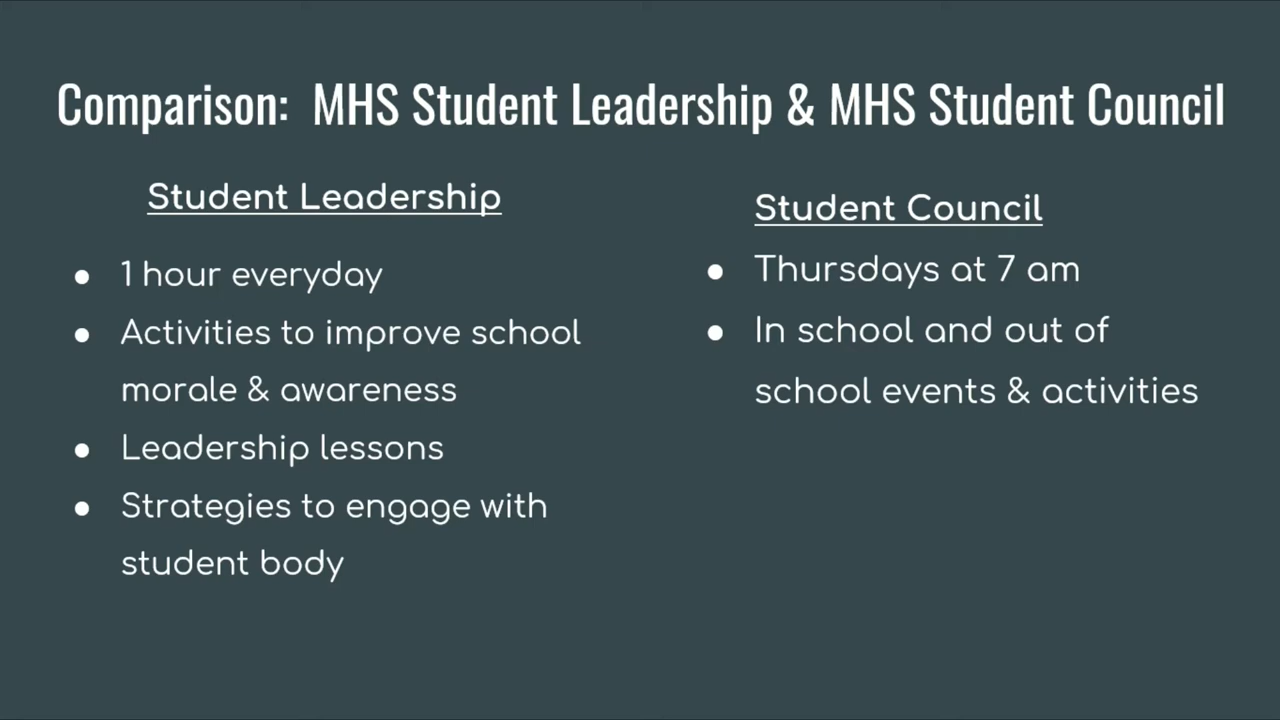 Comparison:  MHS Student Leadership & MHS Student Council
Student Leadership
● 1 hour everyday
● Activities to improve school
morale & awareness
● Leadership lessons
● Strategies to engage with
student body
Student Council
● Thursdays at 7 am
● In school and out of
school events & activities